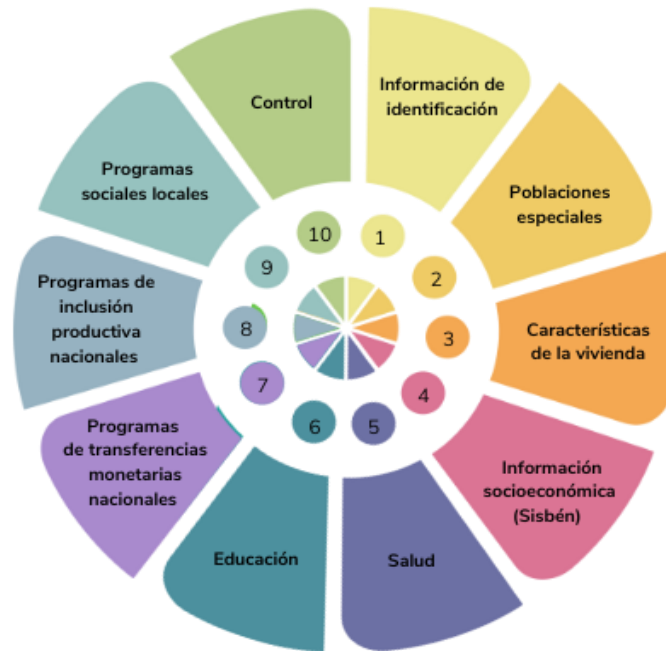 Control
Información de
identificación
Programas
sociales locales
Poblaciones
especiales
Programas de
inclusión
productiva
nacionales
Características
de la vivienda
Programas
de transferencias
monetarias
nacionales
Información
socioeconómica
(Sisbén)
Educación
Salud
10
1
9
2
8
3
7
4
6
5